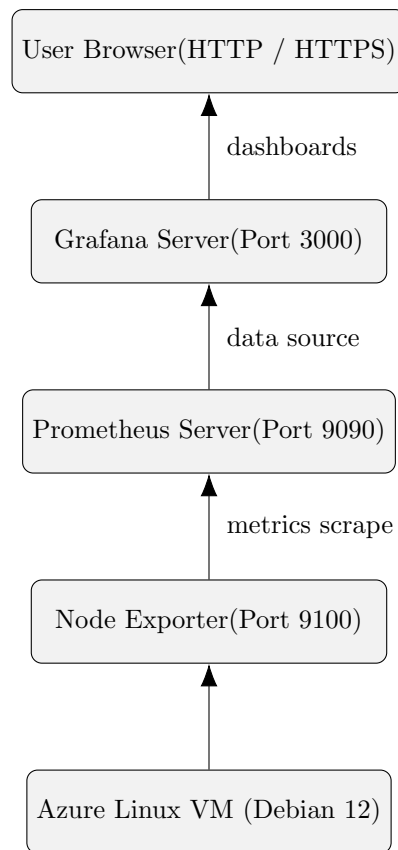 User Browser(HTTP / HTTPS)
dashboards
Grafana Server(Port 3000)
data source
Prometheus Server(Port 9090)
metrics scrape
Node Exporter(Port 9100)
Azure Linux VM (Debian 12)